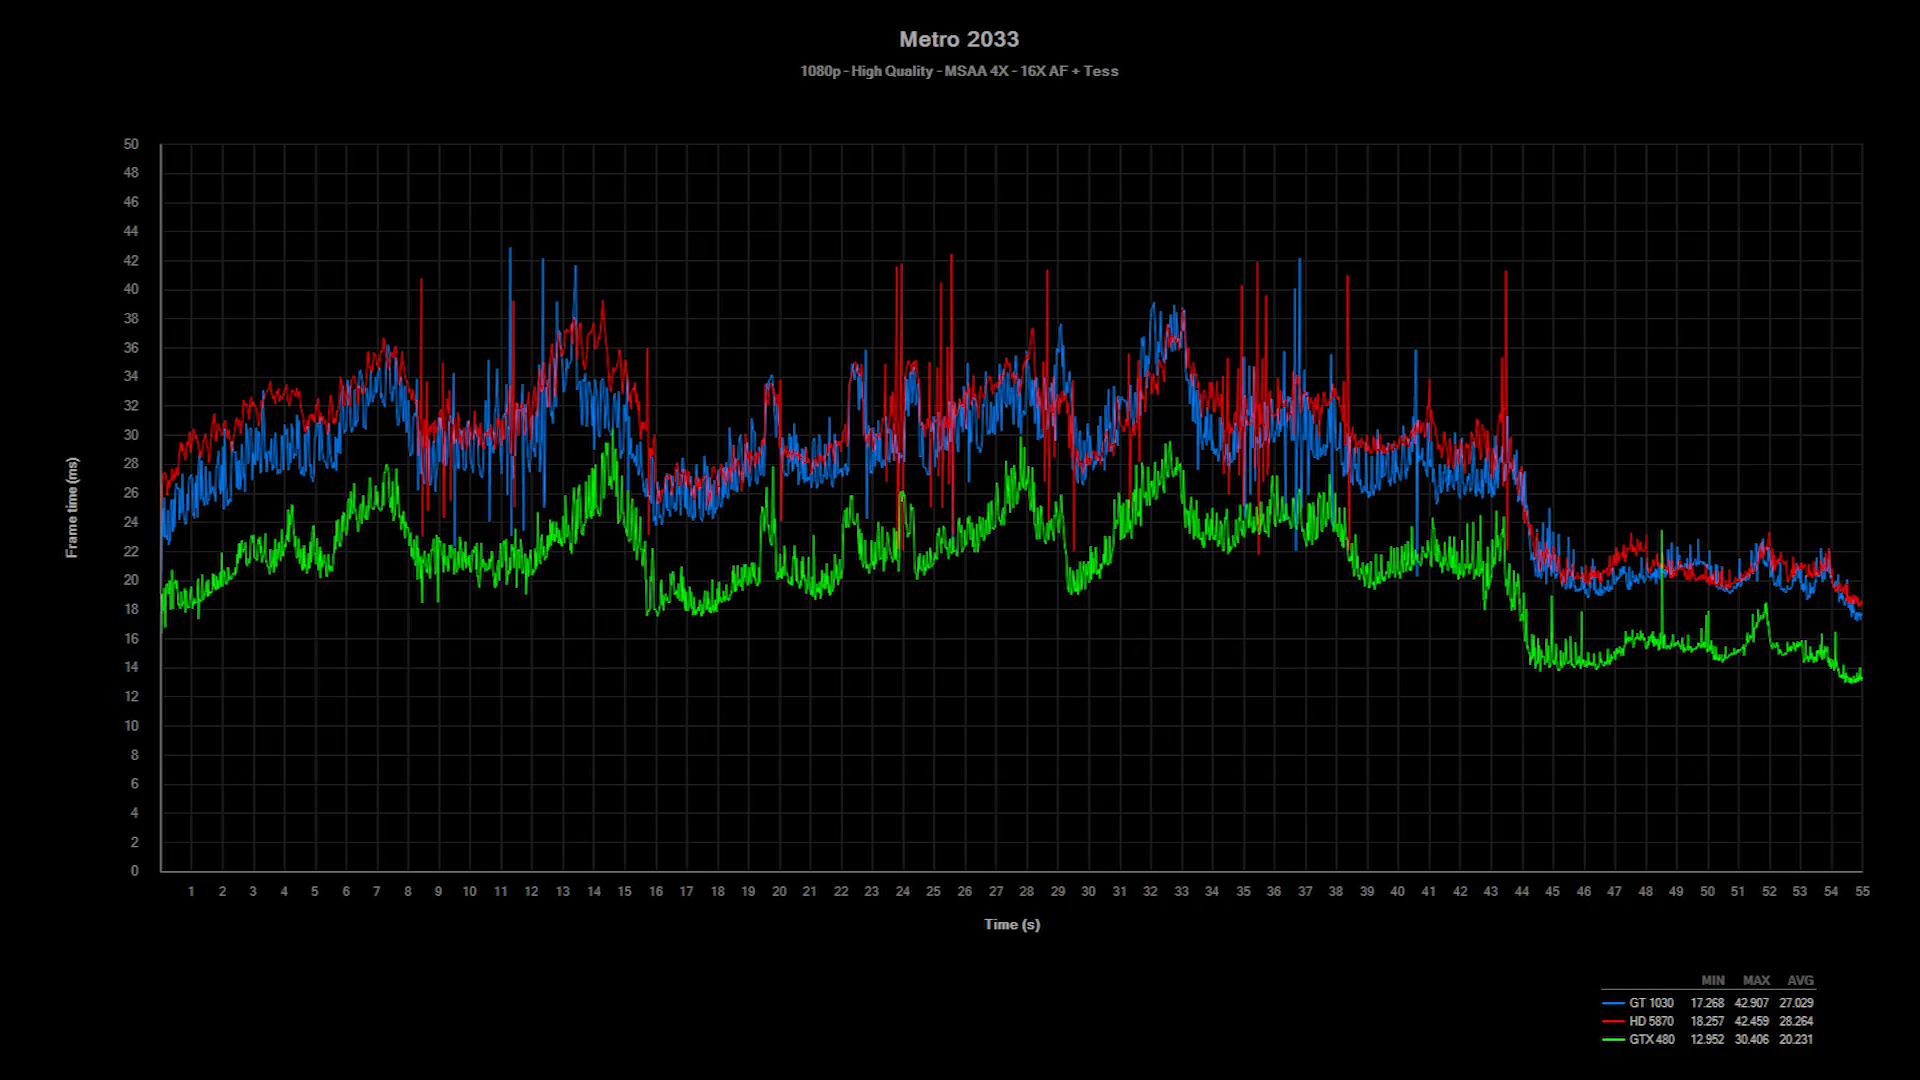 Metro 2033
1080p - High Quality - MSAA 4X - 16X AF + Tess
50
48
46
44
42
40
38
36
34
32
30
28
26
24
22
20
18
16
14
12
10
8
6
4
2
0
Frame time (ms)
1 2 3 4 5 6 7 8 9 10 11 12 13 14 15 16 17 18 19 20 21 22 23 24 25 26 27 28 29 30 31 32 33 34 35 36 37 38 39 40 41 42 43 44 45 46 47 48 49 50 51 52 53 54 55
Time (s)
MIN MAX AVG
GT 1030 17.268 42.907 27.029
HD 5870 18.257 42.459 28.264
GTX 480 12.952 30.406 20.231